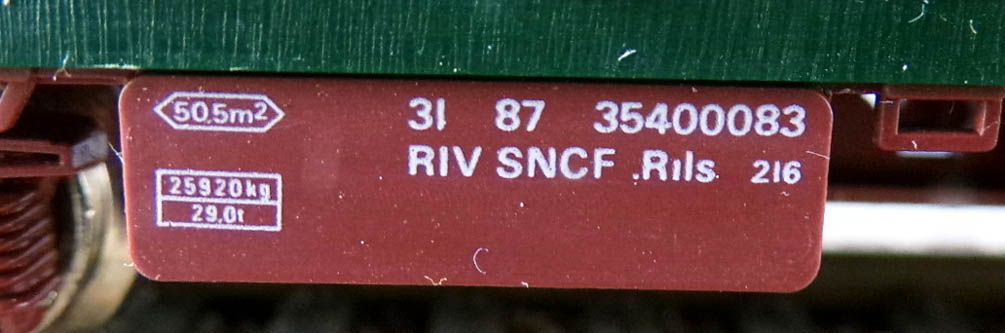 50,5m²
31 87 35400083
RIV SNCF .Rils 216
25920kg
29,0t